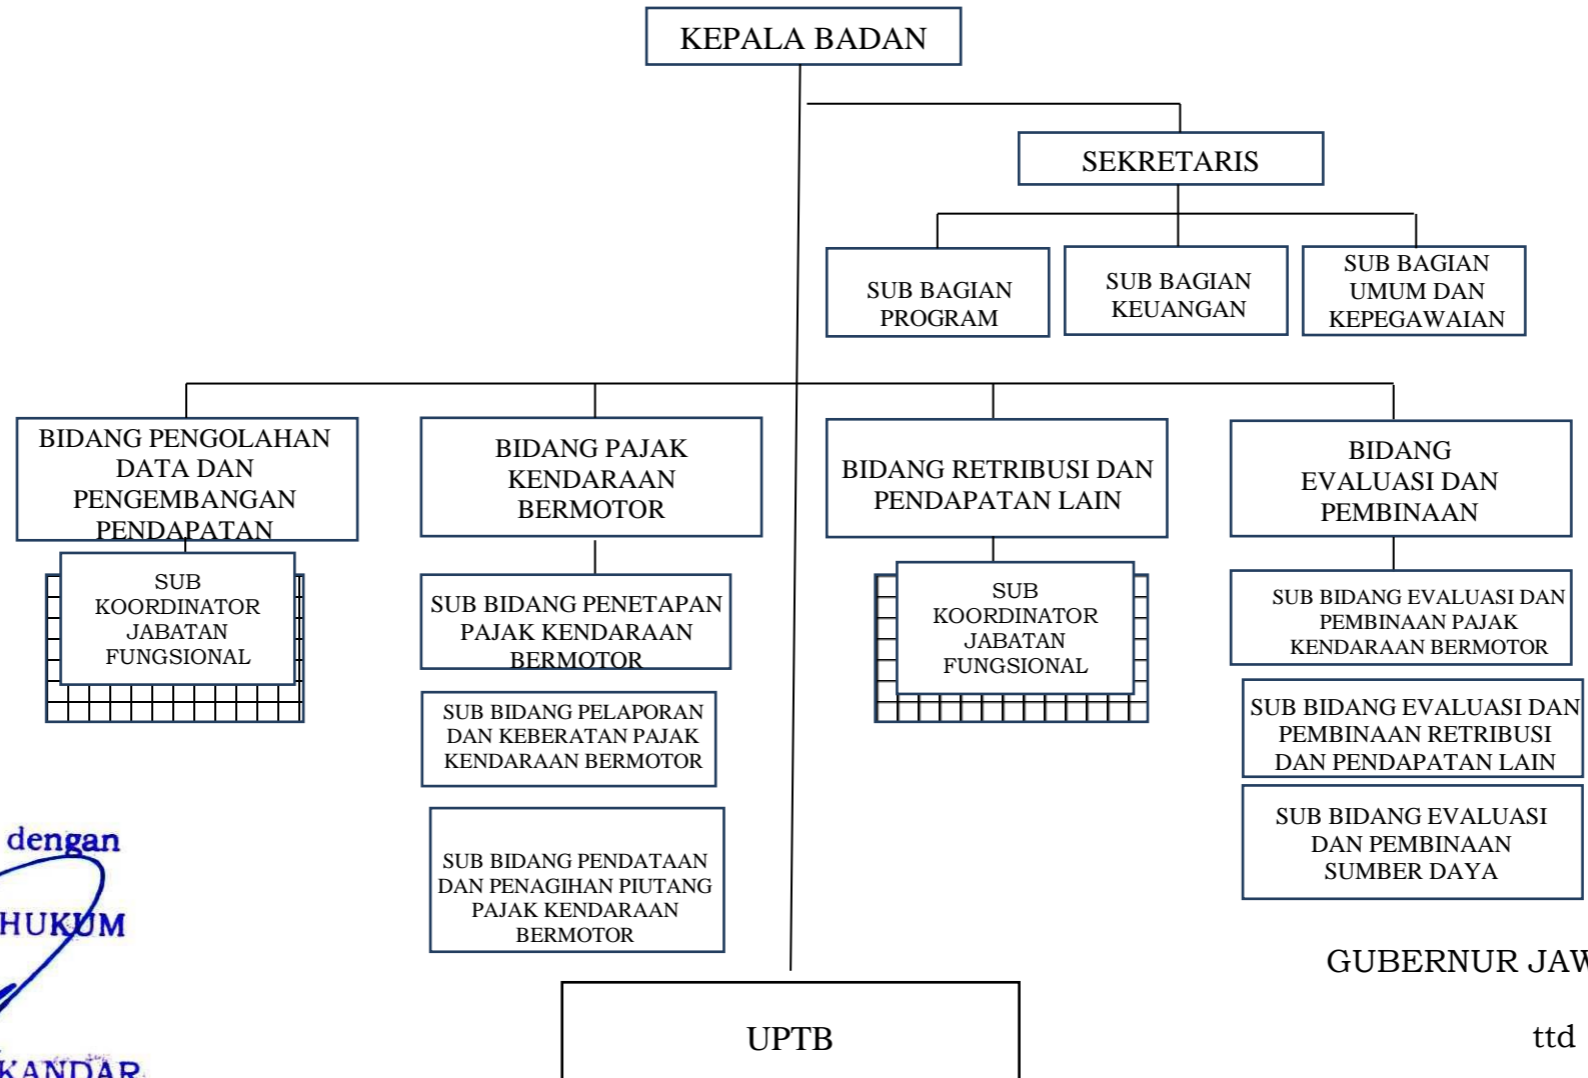 KEPALA BADAN
SEKRETARIS
SUB BAGIAN
PROGRAM
SUB BAGIAN
KEUANGAN
SUB BAGIAN
UMUM DAN
KEPEGAWAIAN
BIDANG PENGOLAHAN
DATA DAN
PENGEMBANGAN
PENDAPATAN
BIDANG PAJAK
KENDARAAN
BERMOTOR
BIDANG RETRIBUSI DAN
PENDAPATAN LAIN
BIDANG
EVALUASI DAN
PEMBINAAN
SUB
KOORDINATOR
JABATAN
FUNGSIONAL
SUB BIDANG PENETAPAN
PAJAK KENDARAAN
BERMOTOR
SUB BIDANG PELAPORAN
DAN KEBERATAN PAJAK
KENDARAAN BERMOTOR
SUB BIDANG PENDATAAN
DAN PENAGIHAN PIUTANG
PAJAK KENDARAAN
BERMOTOR
SUB
KOORDINATOR
JABATAN
FUNGSIONAL
SUB BIDANG EVALUASI DAN
PEMBINAAN PAJAK
KENDARAAN BERMOTOR
SUB BIDANG EVALUASI DAN
PEMBINAAN RETRIBUSI
DAN PENDAPATAN LAIN
SUB BIDANG EVALUASI
DAN PEMBINAAN
SUMBER DAYA
dengan
HUKUM
KANDAR
UPTB
GUBERNUR JAW
ttd